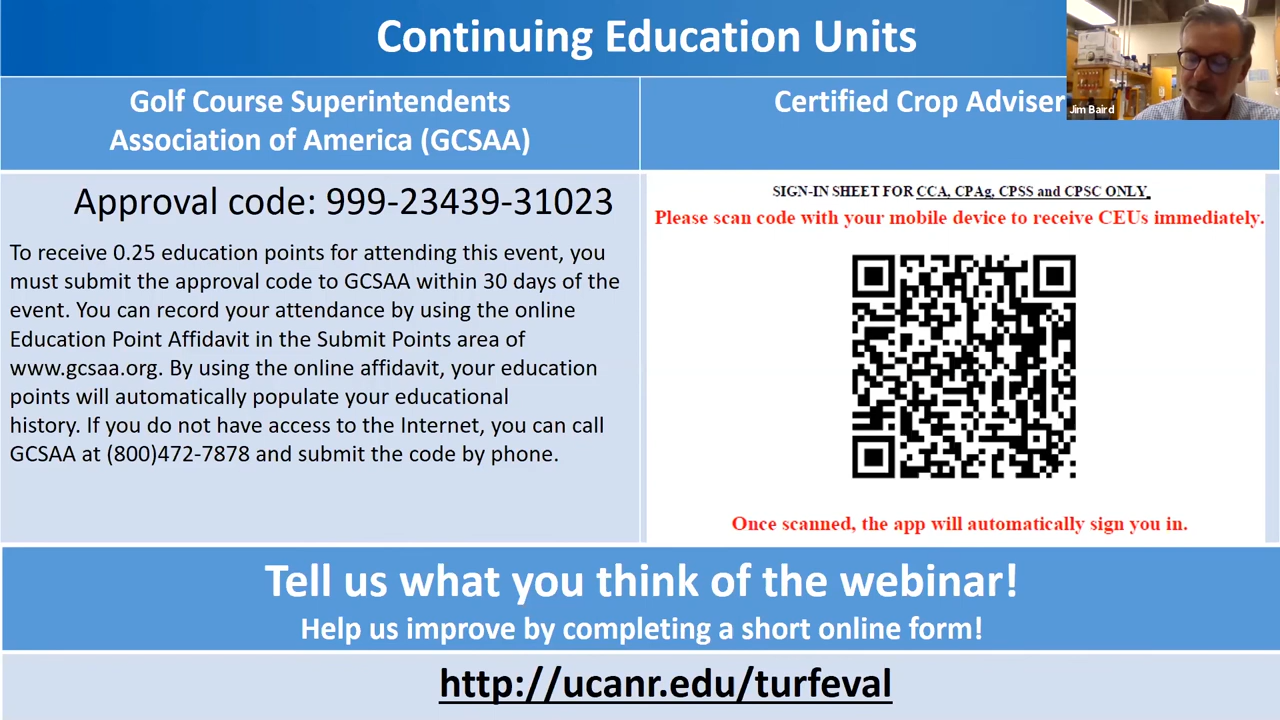 Continuing Education Units
Jim Baird
Golf Course Superintendents
Association of America (GCSAA)
Certified Crop Adviser
Approval code: 999-23439-31023
To receive 0.25 education points for attending this event, you
must submit the approval code to GCSAA within 30 days of the
event. You can record your attendance by using the online
Education Point Affidavit in the Submit Points area of
www.gcsaa.org. By using the online affidavit, your education
points will automatically populate your educational
history. If you do not have access to the Internet, you can call
GCSAA at (800)472-7878 and submit the code by phone.
SIGN-IN SHEET FOR CCA, CPAg, CPSS and CPSC ONLY
Please scan code with your mobile device to receive CEUs immediately.
Once scanned, the app will automatically sign you in.
Tell us what you think of the webinar!
Help us improve by completing a short online form!
http://ucanr.edu/turfeval